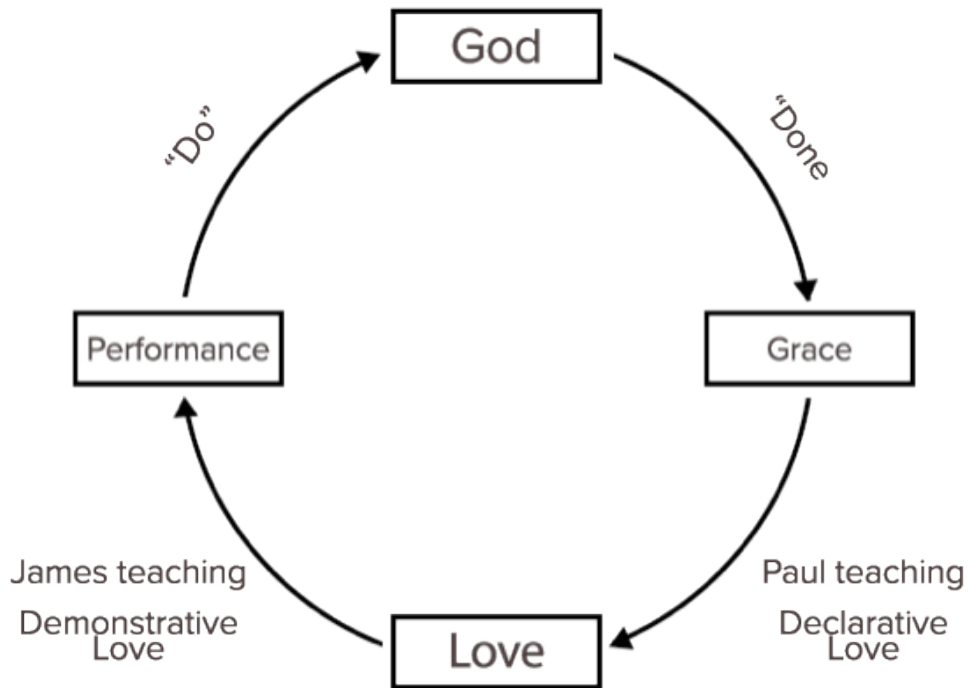 God
“Do”
“Done
Performance
Grace
James teaching
Demonstrative
Love
Paul teaching
Declarative
Love
Love